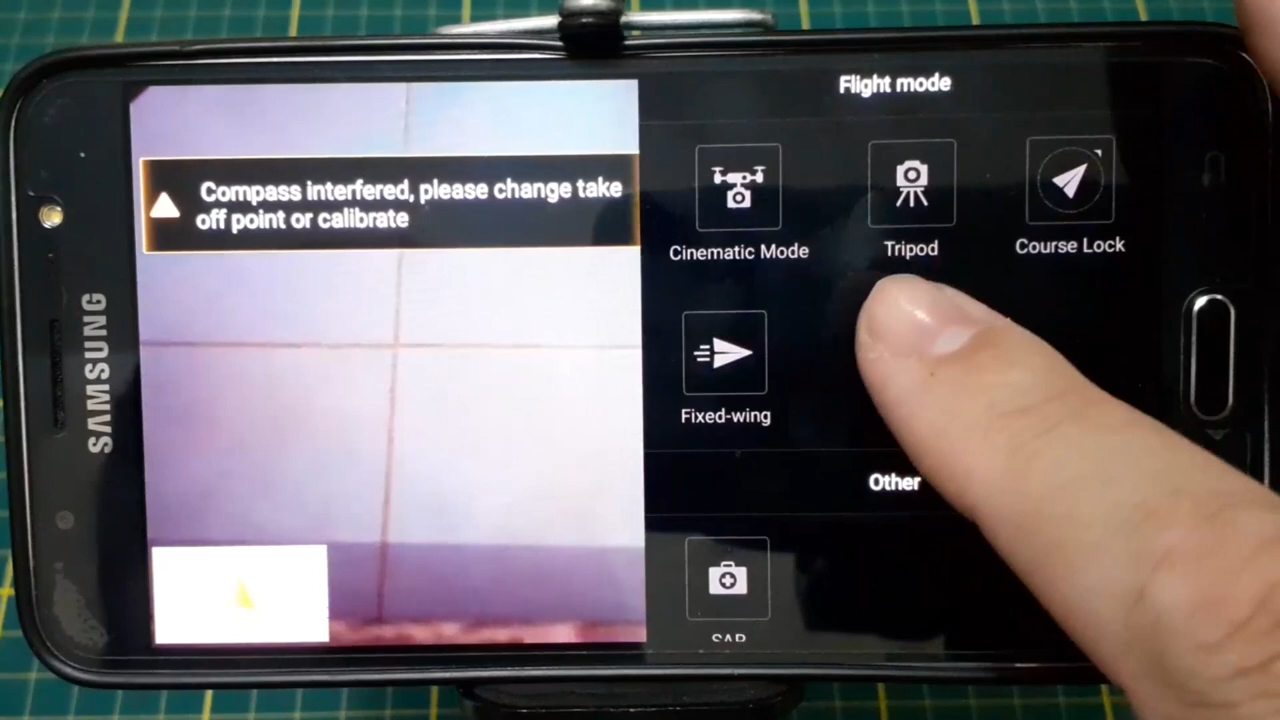 SAMSUNG
Compass interfered, please change take
off point or calibrate
Flight mode
Cinematic Mode
Tripod
Course Lock
Fixed-wing
Other
SAR